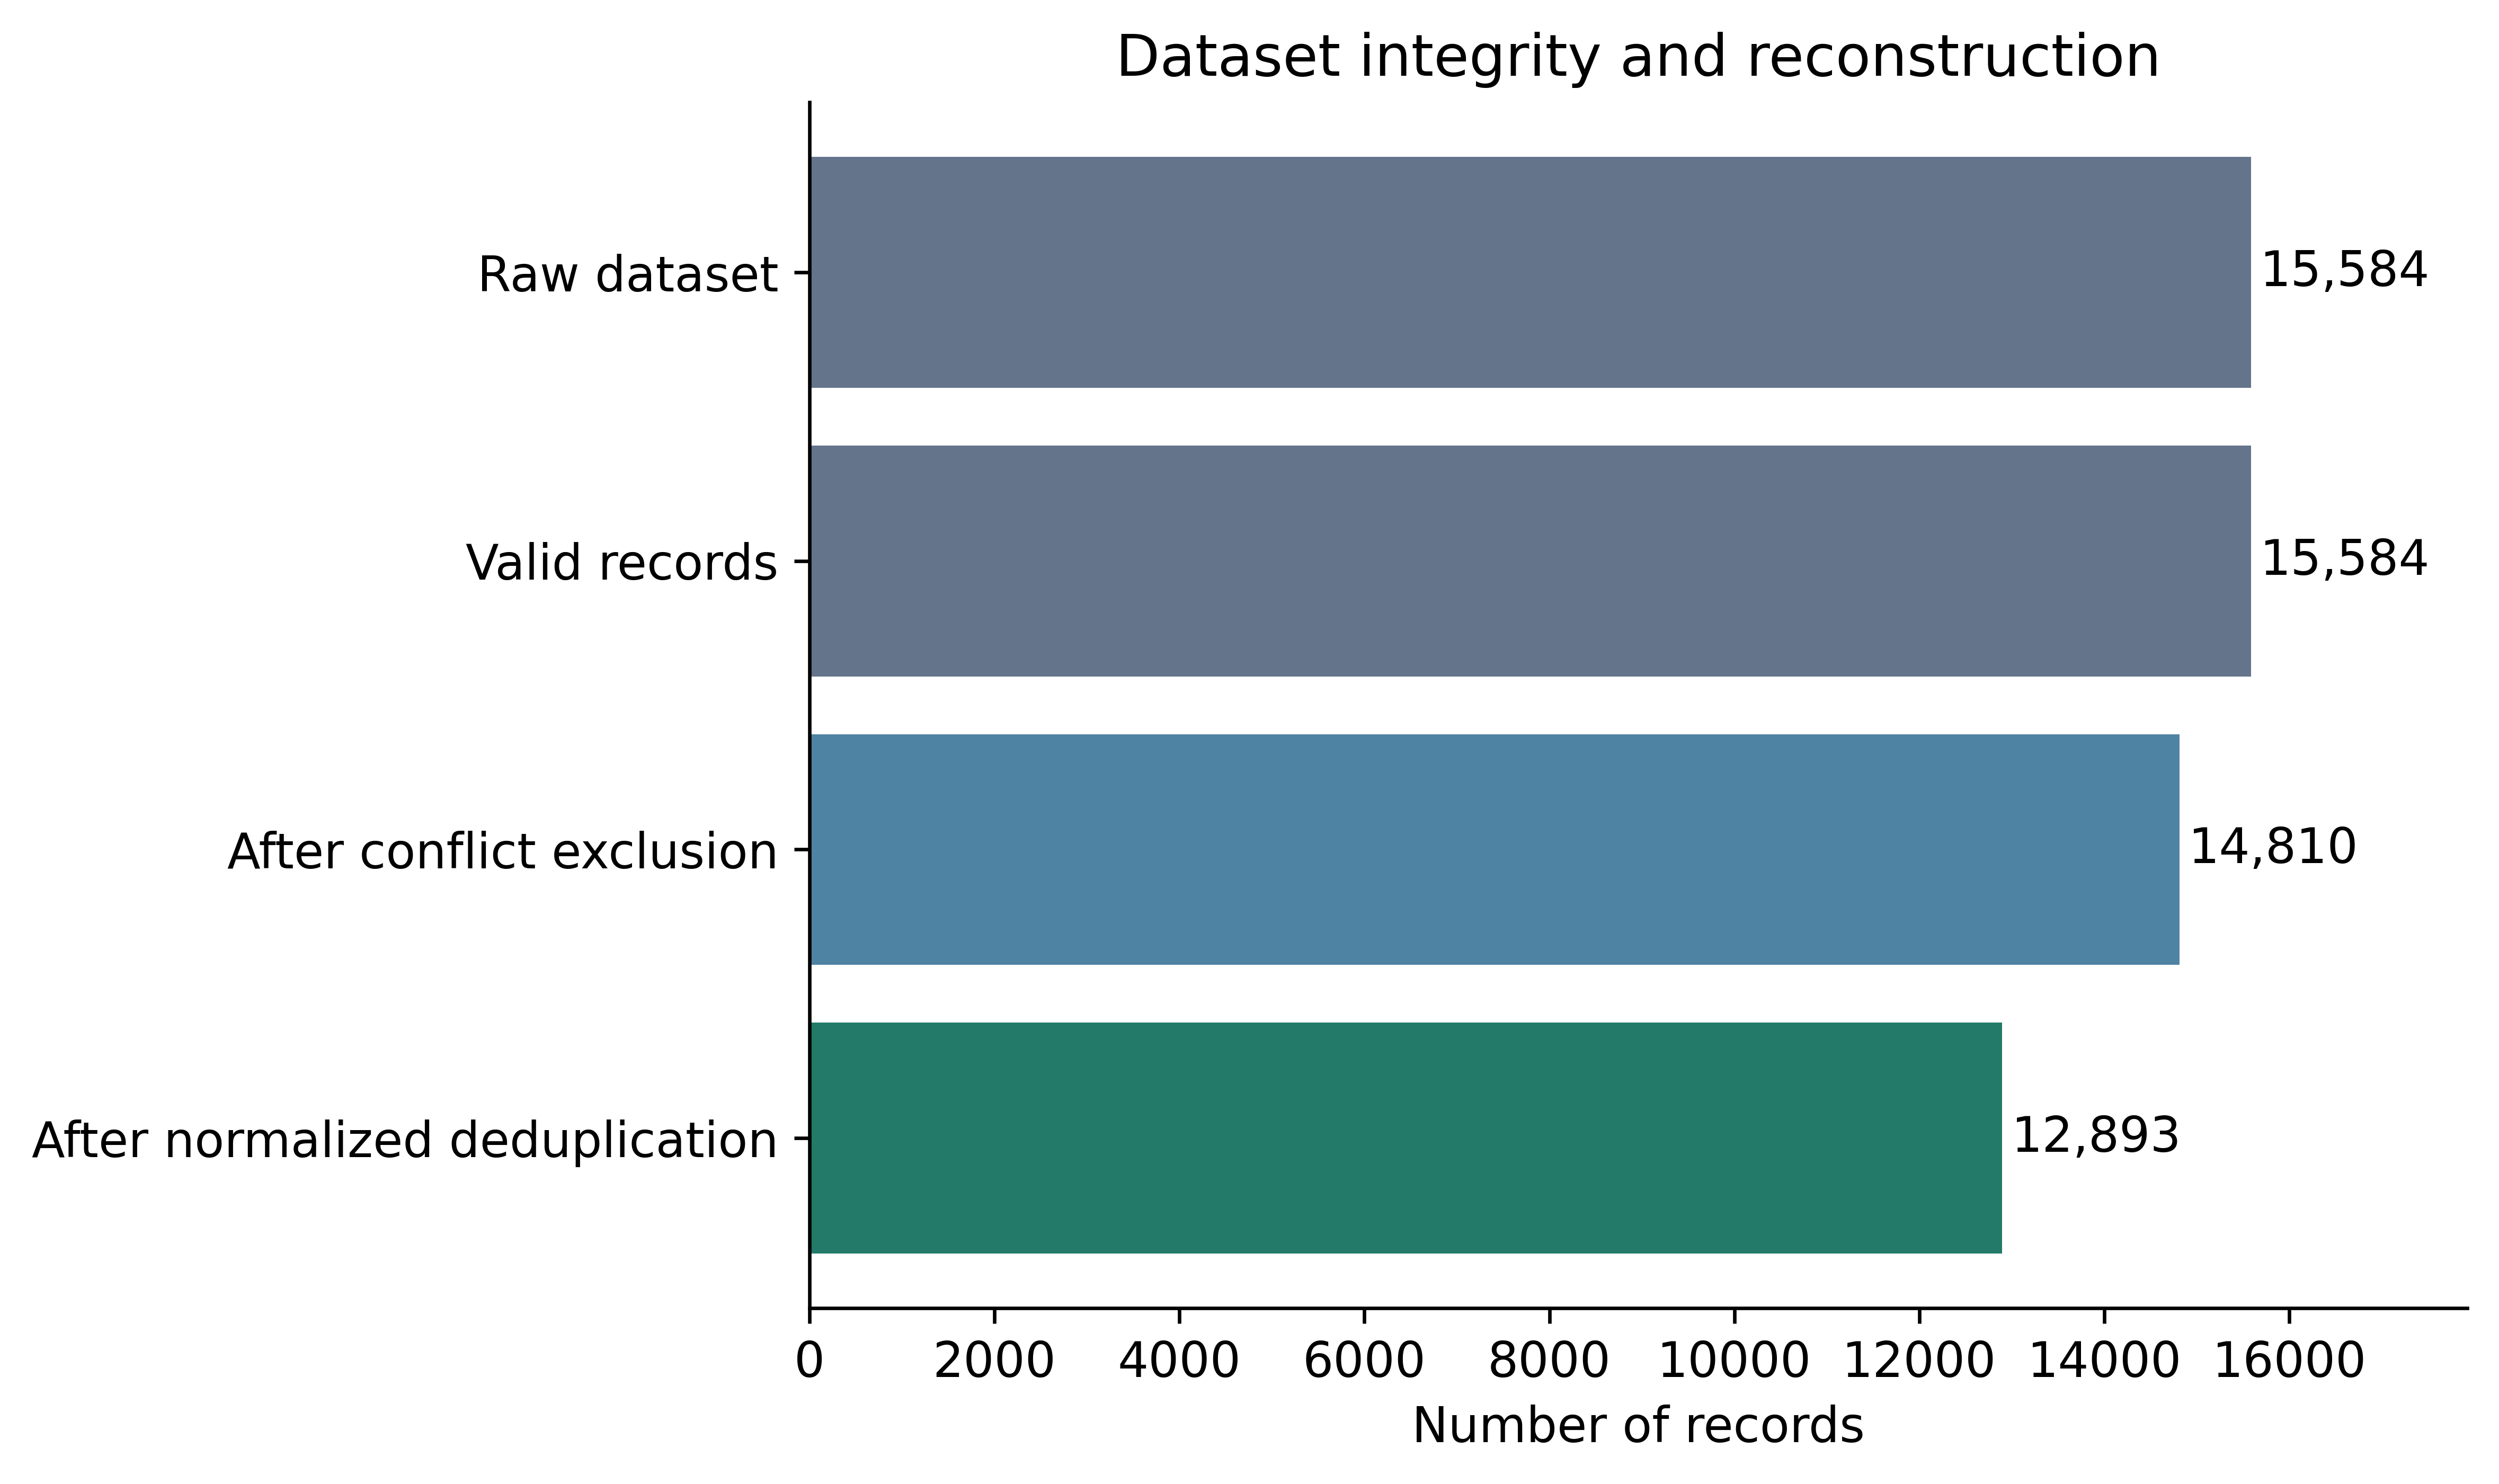 Dataset integrity and reconstruction
Raw dataset
15,584
Valid records
15,584
After conflict exclusion
14,810
After normalized deduplication
12,893
0 2000 4000 6000 8000 10000 12000 14000 16000
Number of records